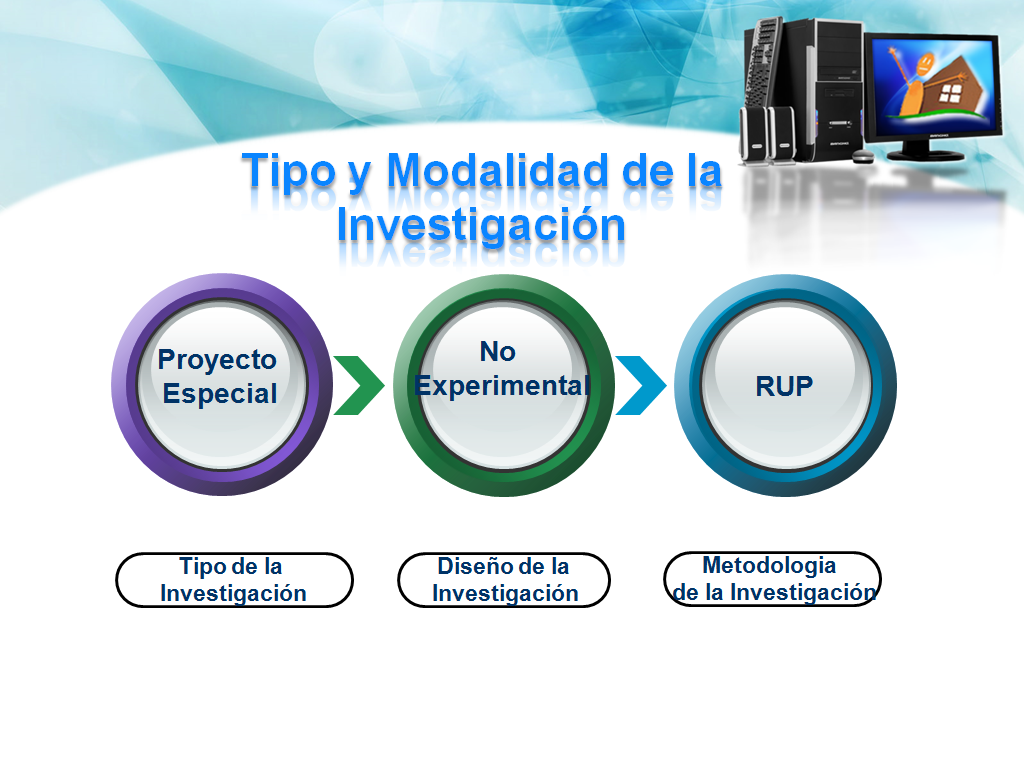 Tipo y Modalidad de la
Investigación
Proyecto
Especial
No
Experimental
RUP
Tipo de la
Investigación
Diseño de la
Investigación
Metodologia
de la Investigación